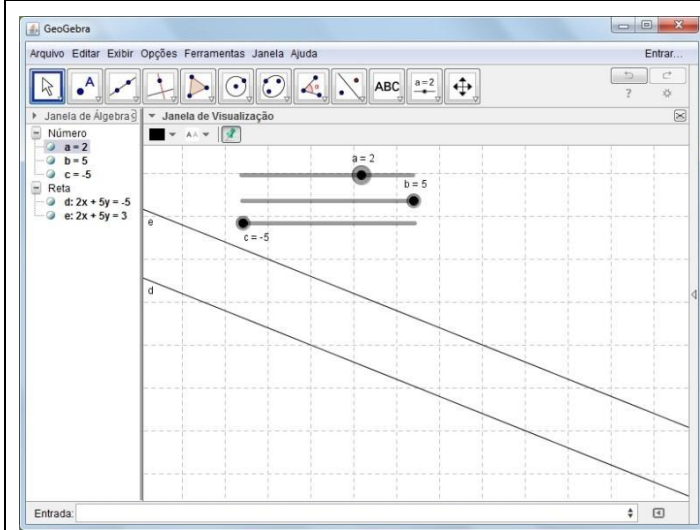 GeoGebra
Arquivo Editar Exibir Opções Ferramentas Janela Ajuda Entrar...
A ABC a=2
?
Janela de Álgebra
Janela de Visualização
Número
a = 2
b = 5
c = -5
Reta
d: 2x + 5y = -5
e: 2x + 5y = 3
AA
a = 2
b = 5
c = -5
e
d
Entrada: